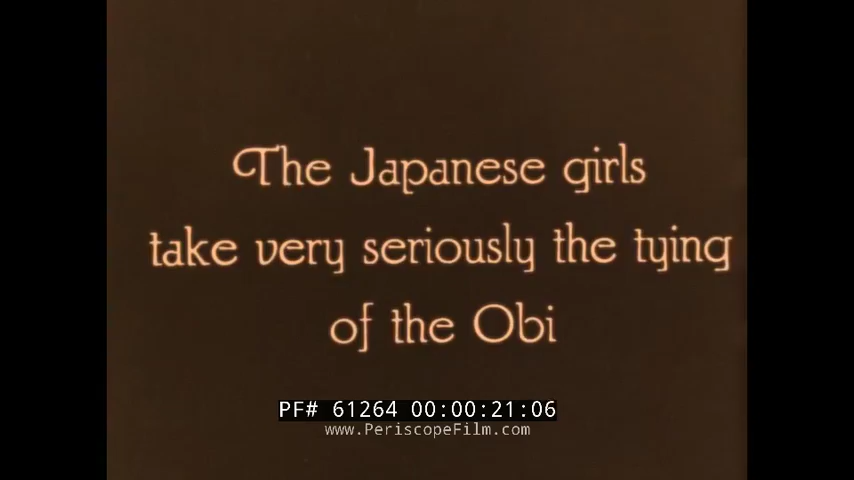 The Japanese girls
take very seriously the tying
of the Obi
PF# 61264 00:00:21:06
www.PeriscopeFilm.com